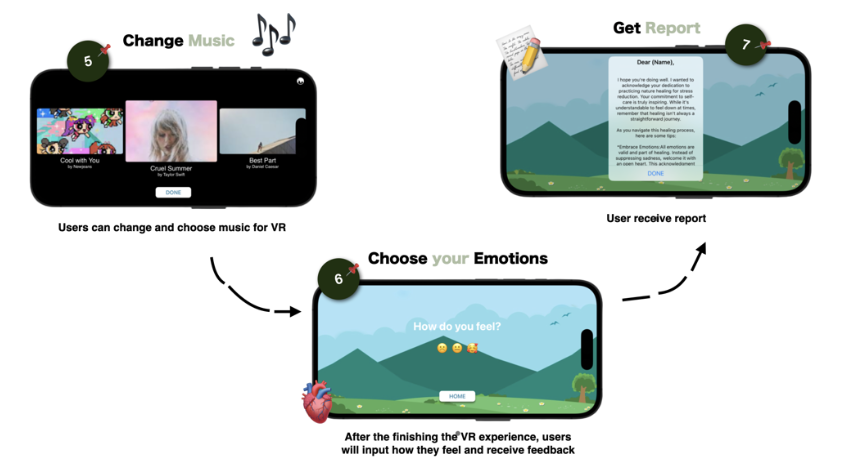 5
Change Music
Cool with You
by Newjeans
Cruel Summer
by Taylor Swift
Best Part
by Daniel Caesar
DONE
Users can change and choose music for VR
6
Choose your Emotions
How do you feel?
HOME
After the finishing the VR experience, users
will input how they feel and receive feedback
Get Report
7
Dear (Name),
I hope you're doing well. I wanted to
acknowledge your dedication to
practicing nature healing for stress
reduction. Your commitment to self-
care is truly inspiring. While it's
understandable to feel down at times,
remember that healing isn't always a
straightforward journey.
As you navigate this healing process,
here are some tips:
*Embrace Emotions All emotions are
valid and part of healing. Instead of
suppressing sadness, welcome it with
an open heart. This acknowledgment
DONE
User receive report